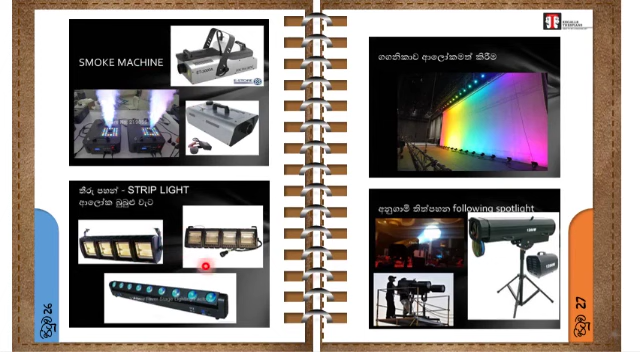 SMOKE MACHINE
තීරු පහන් - STRIP LIGHT
ආලෝක බුබුළු වැට
පිටුව 26
ගගනිකාව ආලෝකමත් කිරීම
අනුගාමී තිත්පහන following spotlight
පිටුව 27